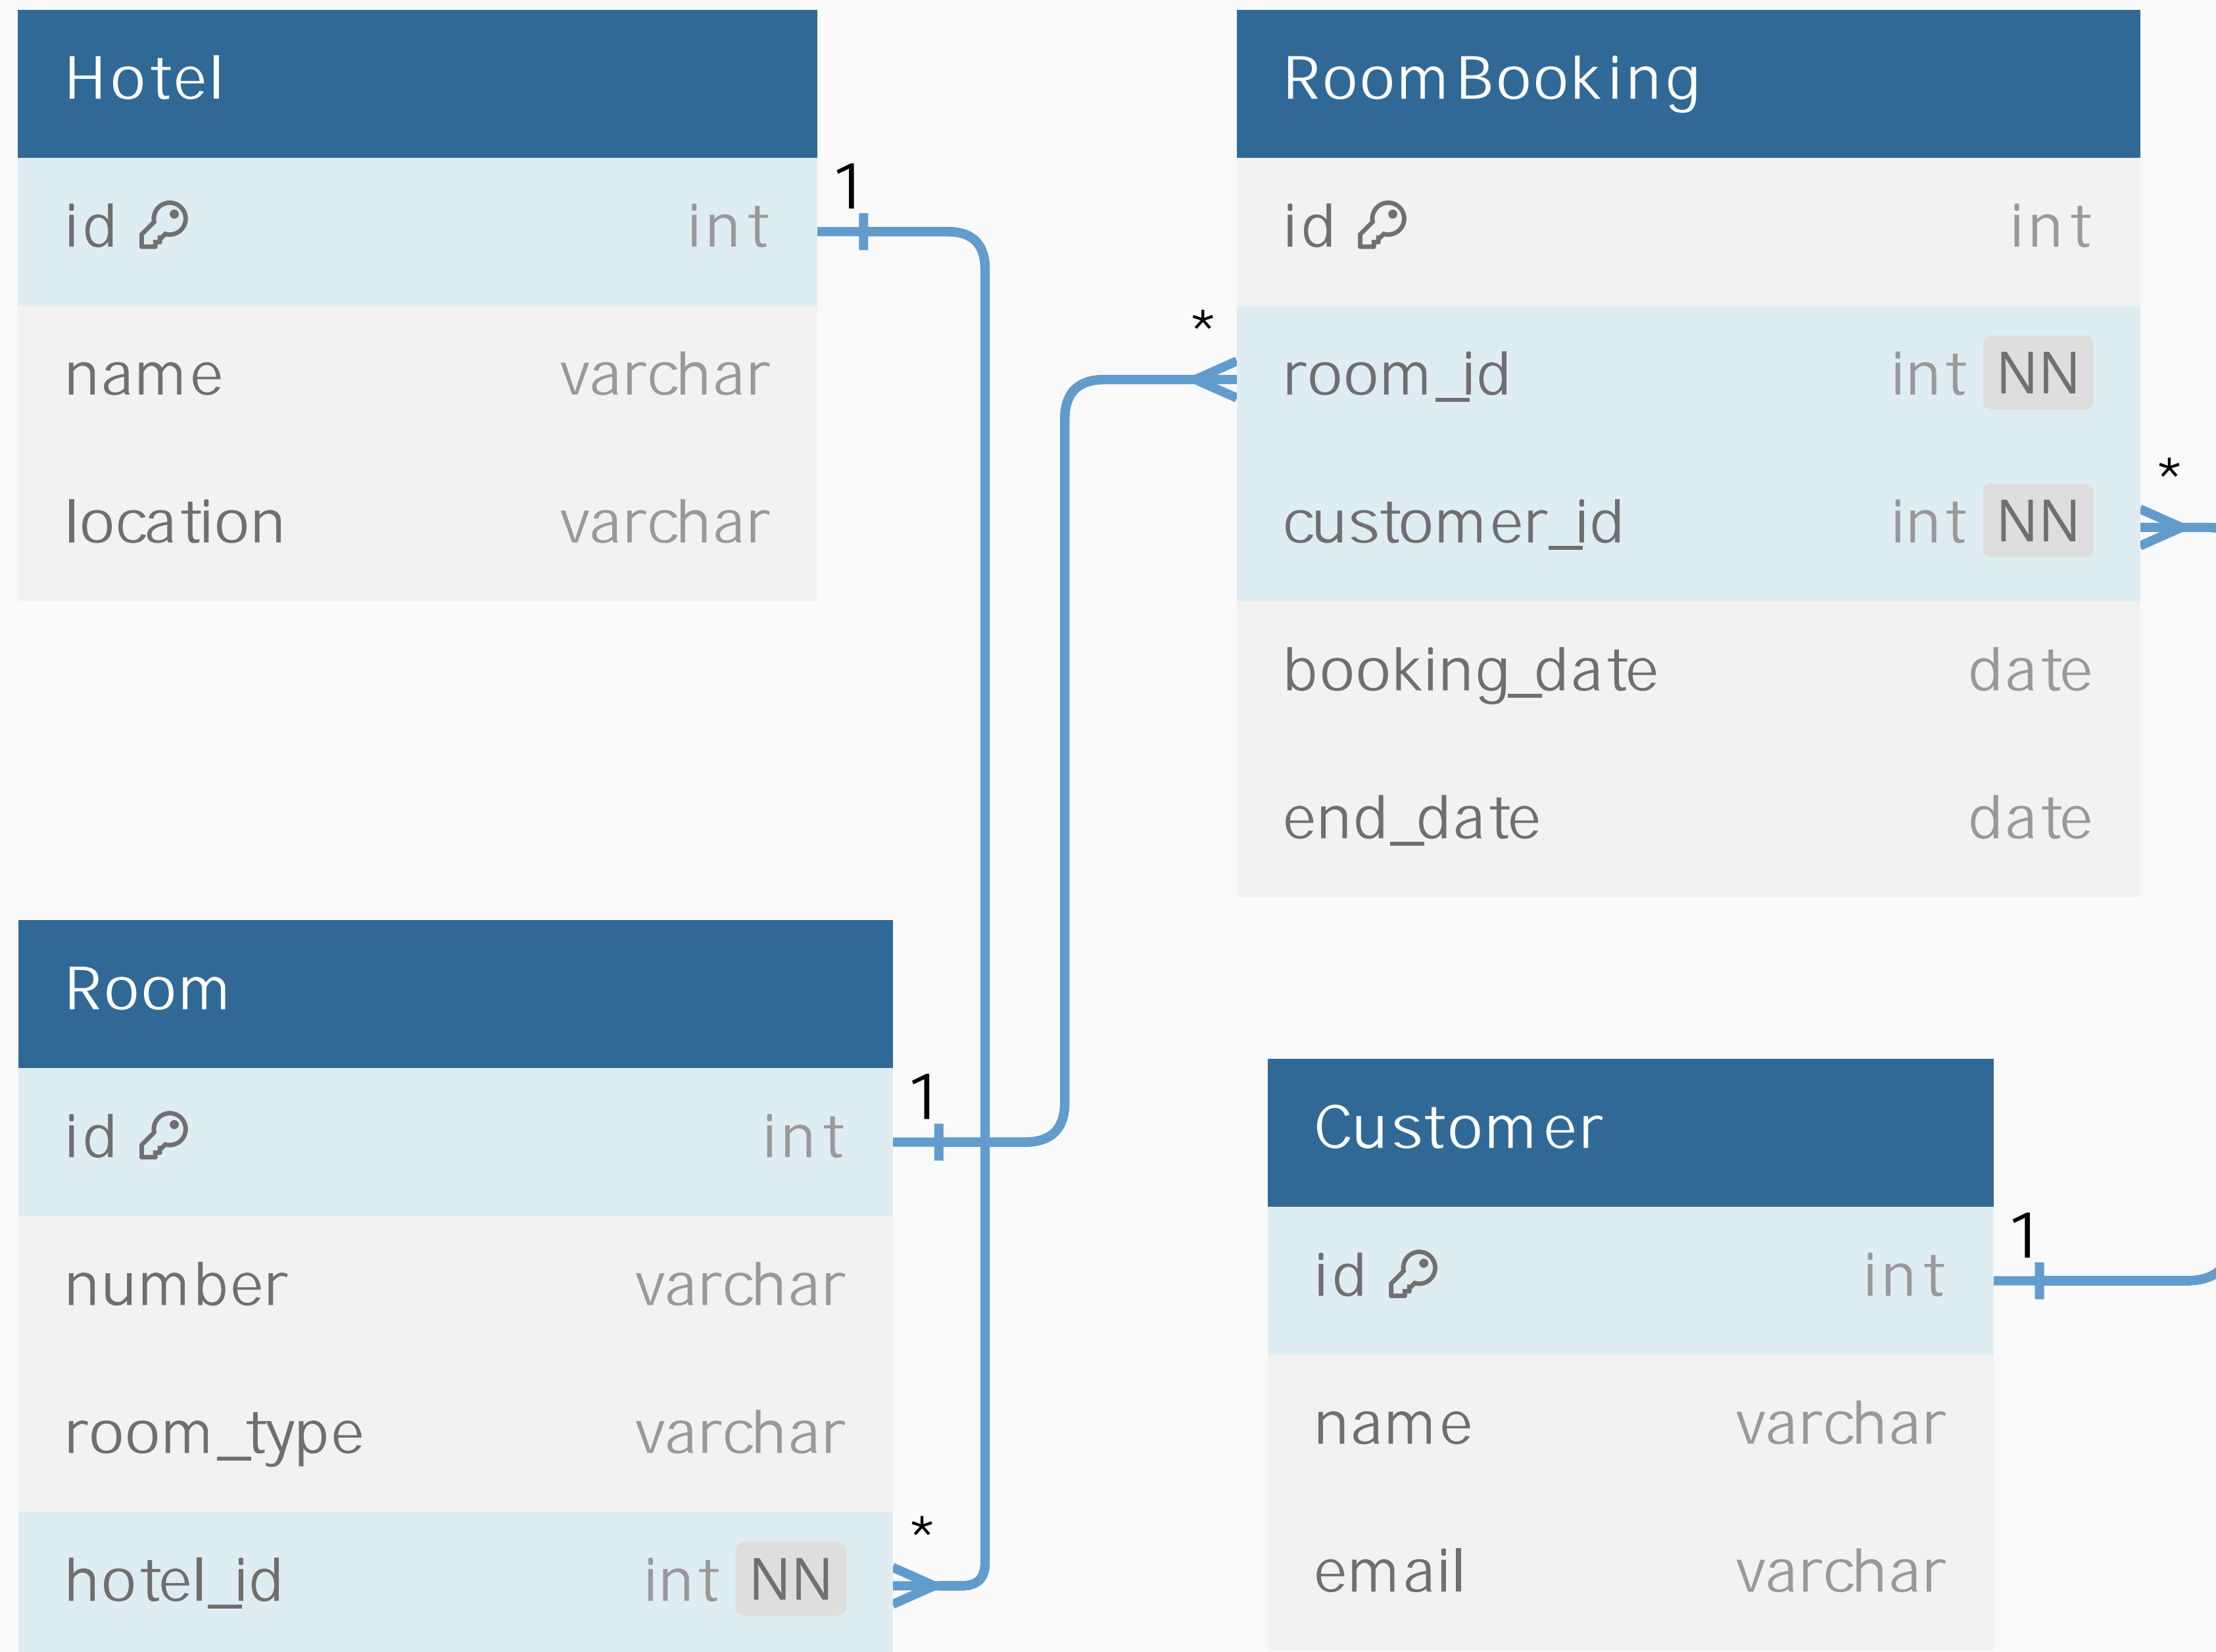 Hotel
id int
name varchar
location varchar
1
*
RoomBooking
id int
room_id int NN
customer_id int NN
booking_date date
end_date date
*
Room
id int
number varchar
room_type varchar
hotel_id int NN
1
*
Customer
id int
name varchar
email varchar
1